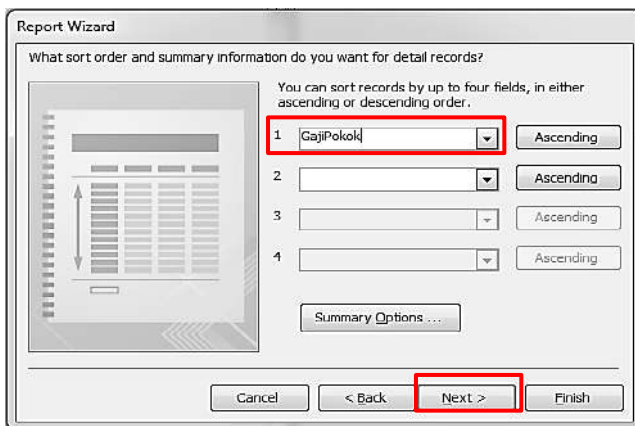 Report Wizard
What sort order and summary information do you want for detail records?
You can sort records by up to four fields, in either
ascending or descending order.
1 GajiPokok Ascending
2 Ascending
3 Ascending
4 Ascending
Summary Options ...
Cancel < Back Next > Finish